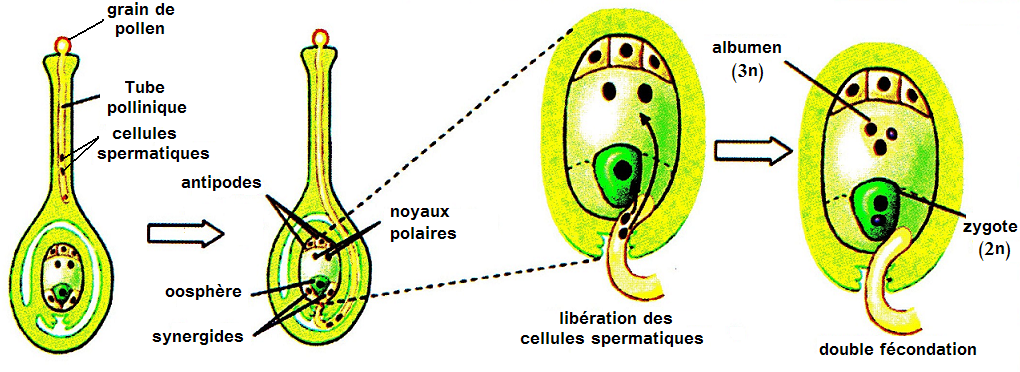 grain de
pollen
Tube
pollinique
cellules
spermatiques
antipodes
noyaux
polaires
oosphère
synergides
libération des
cellules spermatiques
albumen
(3n)
zygote
(2n)
double fécondation